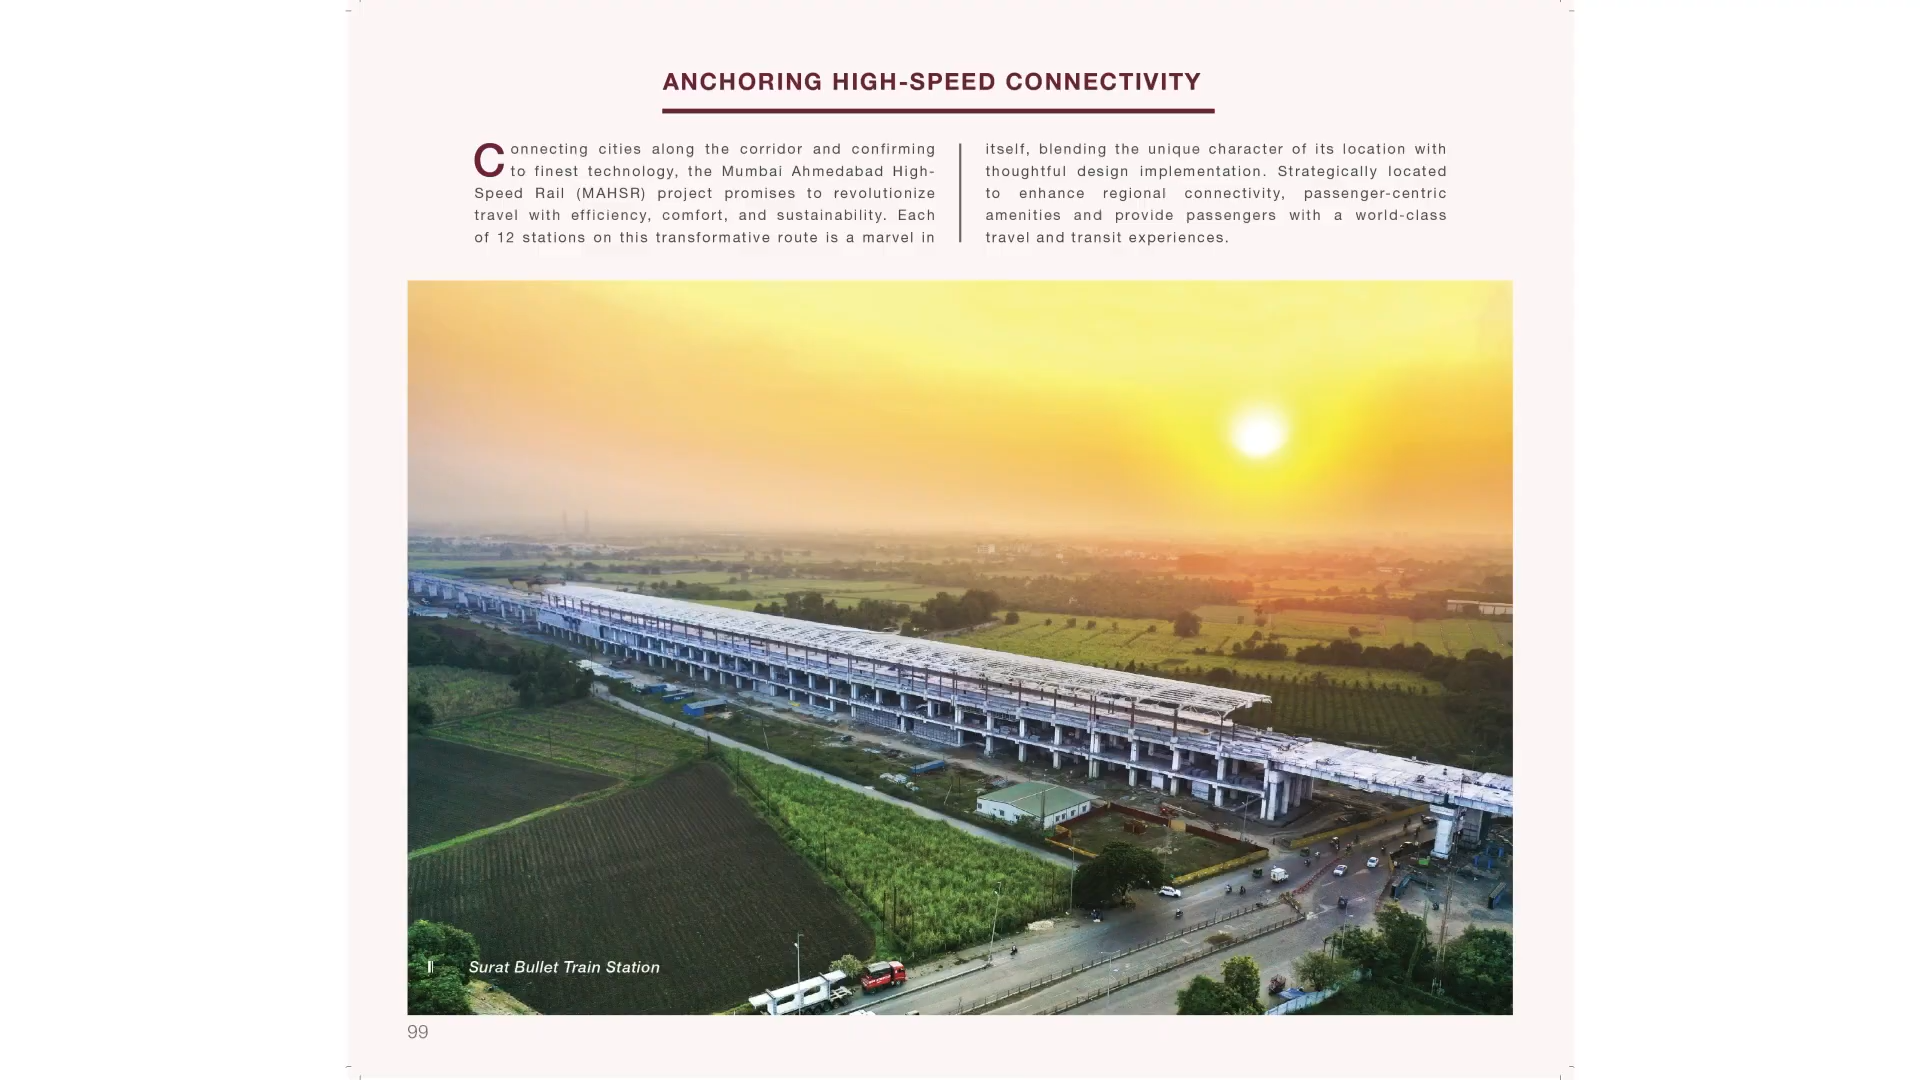 ANCHORING HIGH-SPEED CONNECTIVITY
Connecting cities along the corridor and confirming
to finest technology, the Mumbai Ahmedabad High-
Speed Rail (MAHSR) project promises to revolutionize
travel with efficiency, comfort, and sustainability. Each
of 12 stations on this transformative route is a marvel in
itself, blending the unique character of its location with
thoughtful design implementation. Strategically located
to enhance regional connectivity, passenger-centric
amenities and provide passengers with a world-class
travel and transit experiences.
Surat Bullet Train Station
99